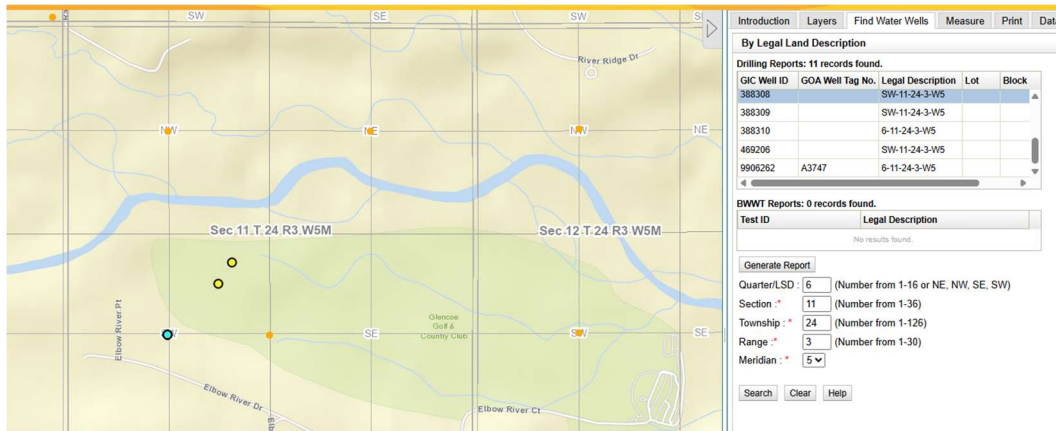 SW SE SW S
River Ridge Dr
NW NE NW NE
Sec 11 T 24 R3 W5M Sec 12 T 24 R3 W5M
Elbow River Pt
Glencoe
Golf &
Country Club
SW SE SW SE
Elbow River Dr
Elbow River Ct
Introduction Layers Find Water Wells Measure Print Data
By Legal Land Description
Drilling Reports: 11 records found.
GIC Well ID GOA Well Tag No. Legal Description Lot Block
388308 SW-11-24-3-W5
388309 SW-11-24-3-W5
388310 6-11-24-3-W5
469206 SW-11-24-3-W5
9906262 A3747 6-11-24-3-W5
BWWT Reports: 0 records found.
Test ID Legal Description
No results found.
Generate Report
Quarter/LSD : 6 (Number from 1-16 or NE, NW, SE, SW)
Section :* 11 (Number from 1-36)
Township : * 24 (Number from 1-126)
Range :* 3 (Number from 1-30)
Meridian : * 5
Search Clear Help